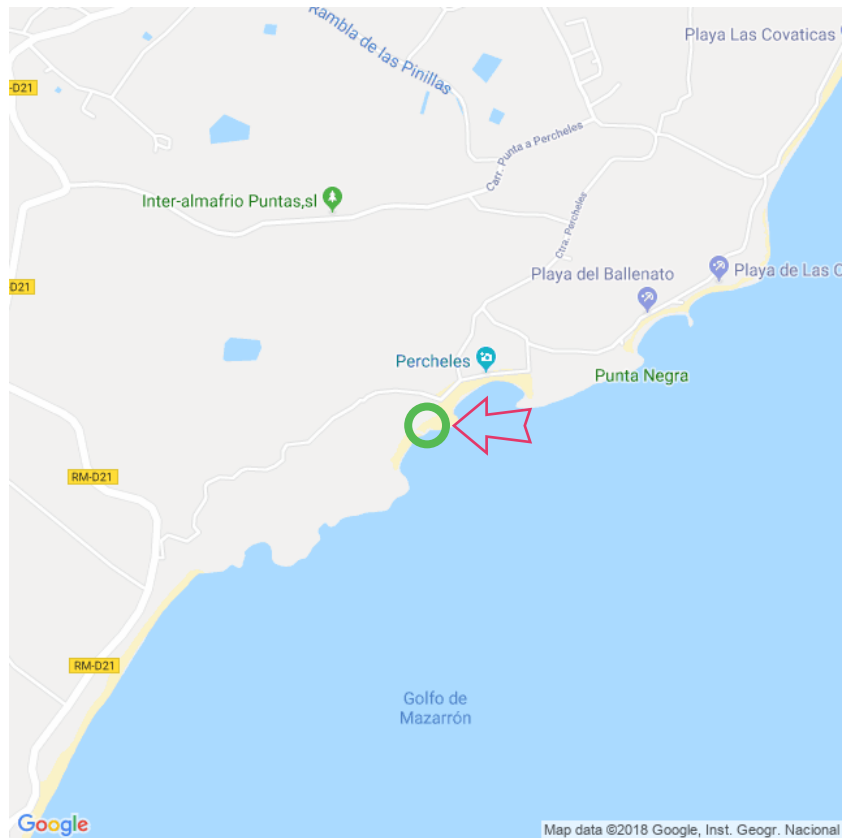 Rambla de las Pinillas
Playa Las Covaticas
-D21
Carr. Punta a Percheles
Inter-almafrio Puntas,sl
Ctra. Percheles
Playa del Ballenato
Playa de Las C
D21
Percheles
Punta Negra
RM-D21
RM-D21
Golfo de
Mazarrón
Google
Map data ©2018 Google, Inst. Geogr. Nacional